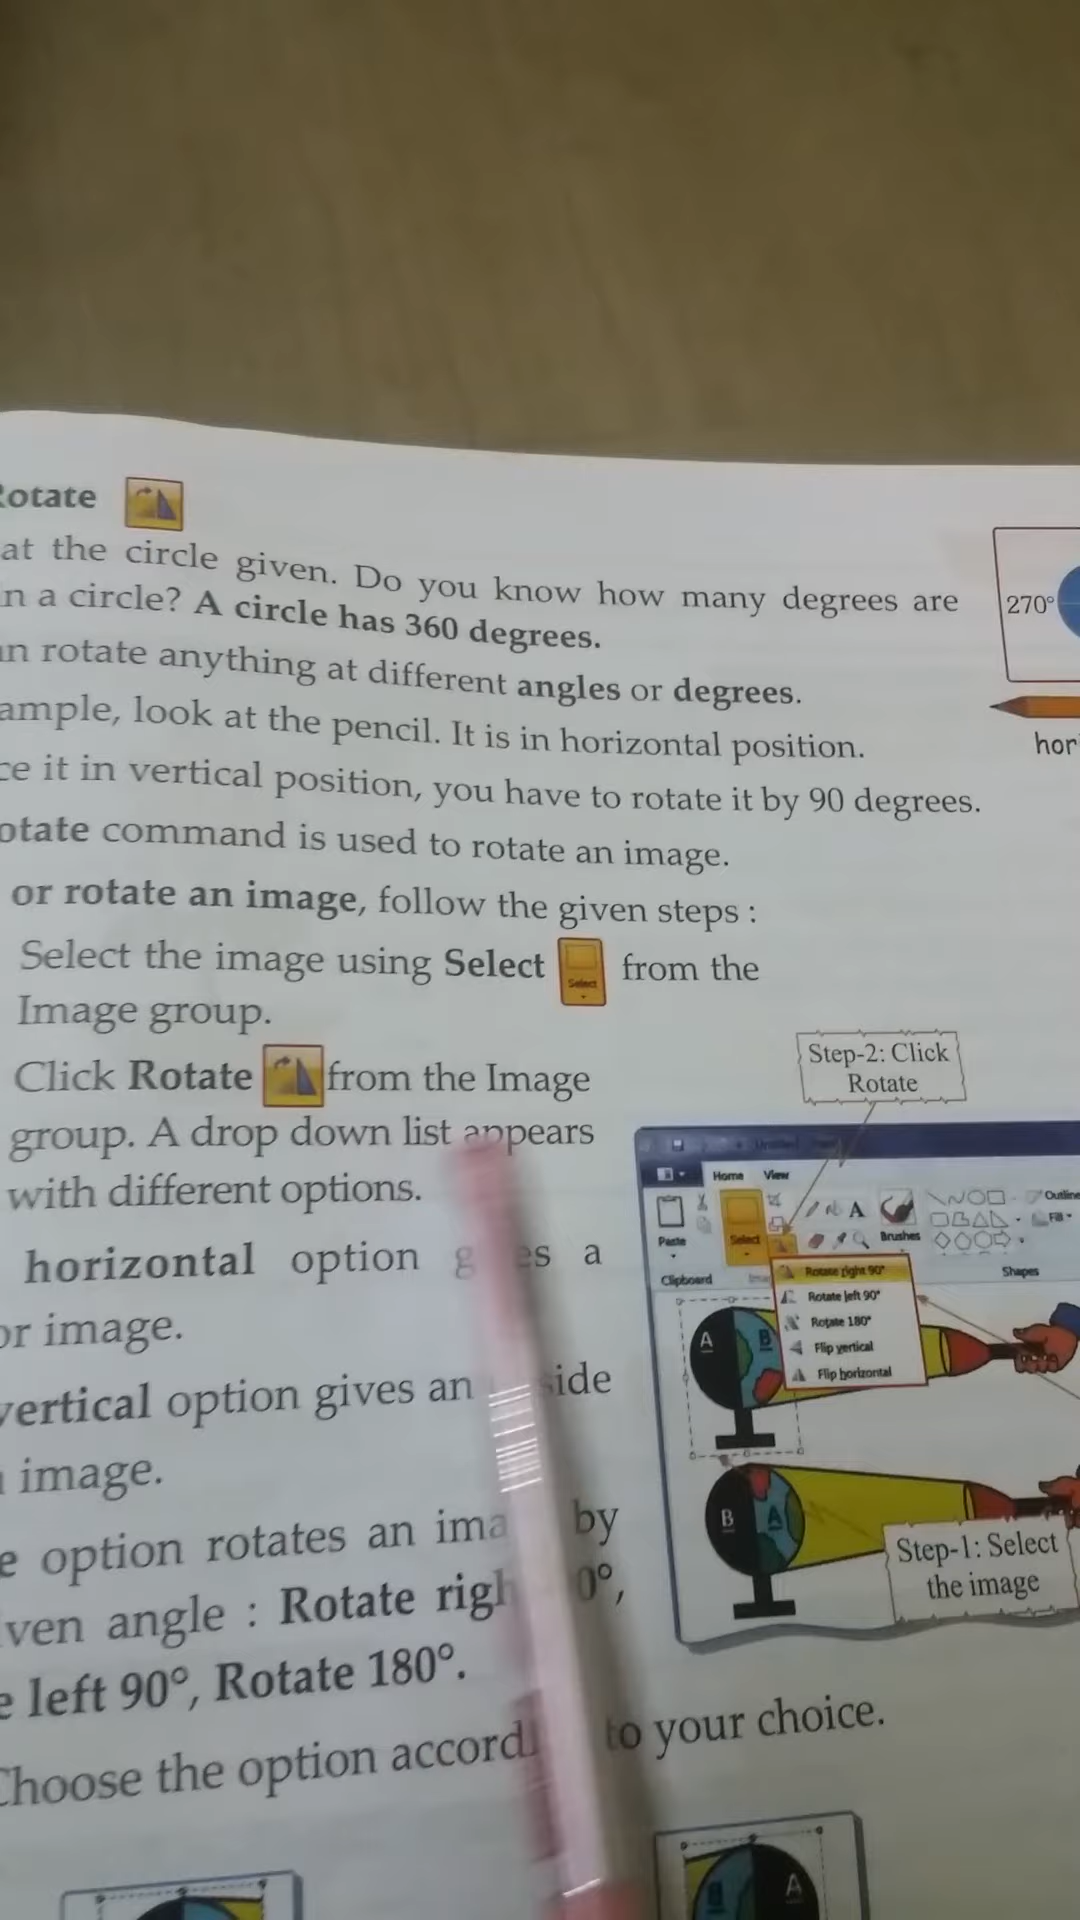 Rotate
at the circle given. Do you know how many degrees are
in a circle? A circle has 360 degrees.
an rotate anything at different angles or degrees.
ample, look at the pencil. It is in horizontal position.
ce it in vertical position, you have to rotate it by 90 degrees.
otate command is used to rotate an image.
or rotate an image, follow the given steps :
Select the image using Select Select from the
Image group.
Click Rotate from the Image
group. A drop down list appears
with different options.
horizontal option a
or image.
vertical option gives an side
image.
e option rotates an by
ven angle : Rotate 0°,
e left 90°, Rotate 180°.
Choose the option to your choice.
270°
hor
Step-2: Click
Rotate
Home View
Paste Select A Brushes Outline
Fill
Clipboard Shapes
Rotate right 90°
Rotate left 90°
Rotate 180°
Flip vertical
Flip horizontal
A B
B A
Step-1: Select
the image
B A